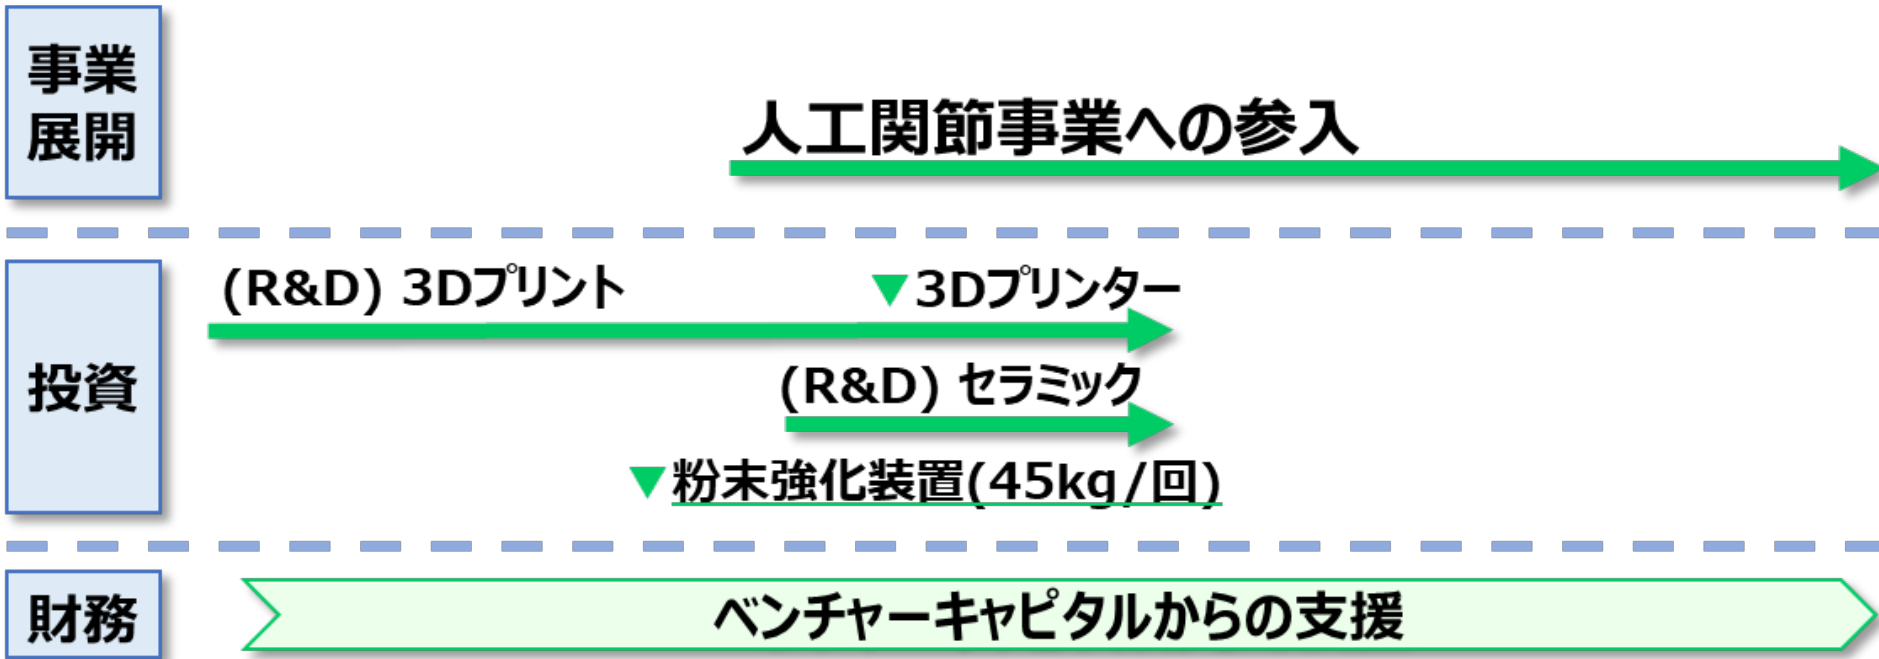 事業
展開
人工関節事業への参入
(R&D) 3Dプリント
▼3Dプリンター
投資
(R&D) セラミック
▼粉末強化装置(45kg/回)
財務
ベンチャーキャピタルからの支援